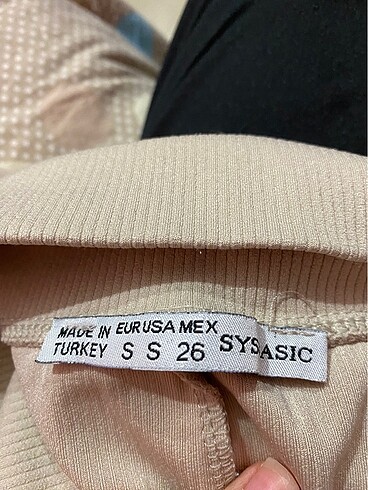 MADE IN EUR USA MEX
TURKEY S S 26 SYSASIC